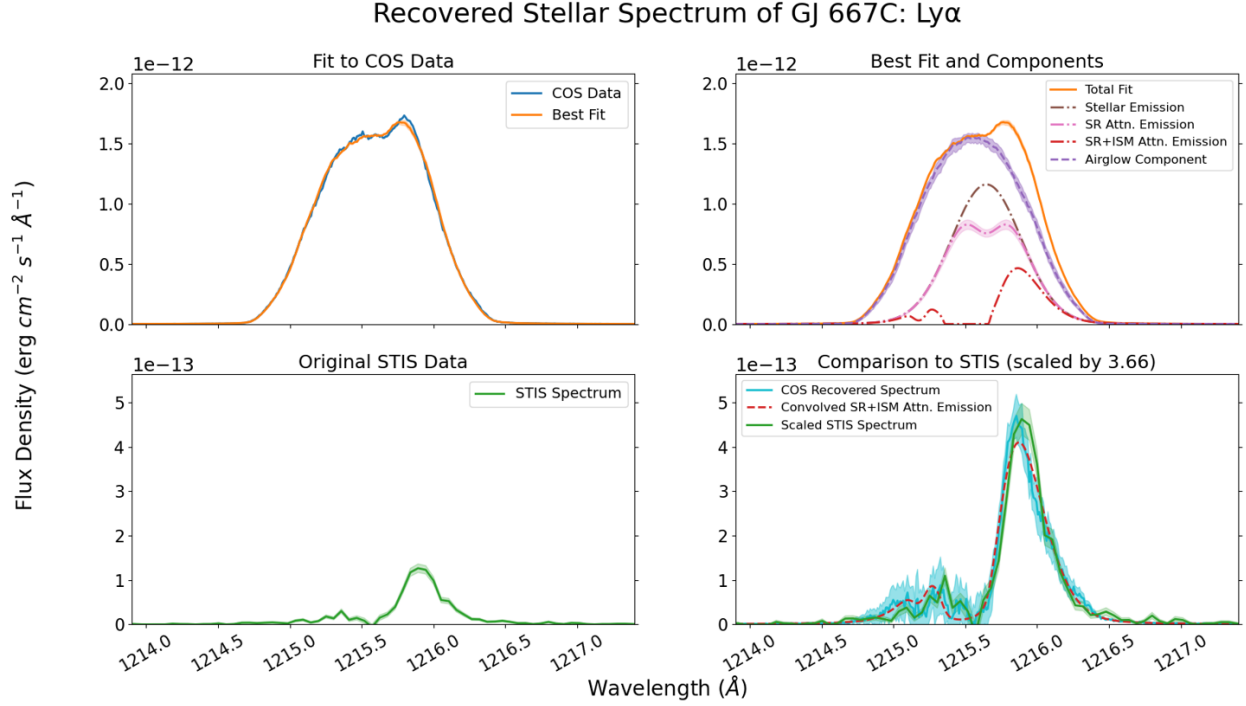 Recovered Stellar Spectrum of GJ 667C: Lyα
Fit to COS Data
1e−12
COS Data
Best Fit
2.0
1.5
1.0
0.5
0.0
Best Fit and Components
1e−12
Total Fit
Stellar Emission
SR Attn. Emission
SR+ISM Attn. Emission
Airglow Component
2.0
1.5
1.0
0.5
0.0
Flux Density (erg cm⁻² s⁻¹ Å⁻¹)
Original STIS Data
1e−13
STIS Spectrum
5
4
3
2
1
0
1214.0 1214.5 1215.0 1215.5 1216.0 1216.5 1217.0
Comparison to STIS (scaled by 3.66)
1e−13
COS Recovered Spectrum
Convolved SR+ISM Attn. Emission
Scaled STIS Spectrum
5
4
3
2
1
0
1214.0 1214.5 1215.0 1215.5 1216.0 1216.5 1217.0
Wavelength (Å)